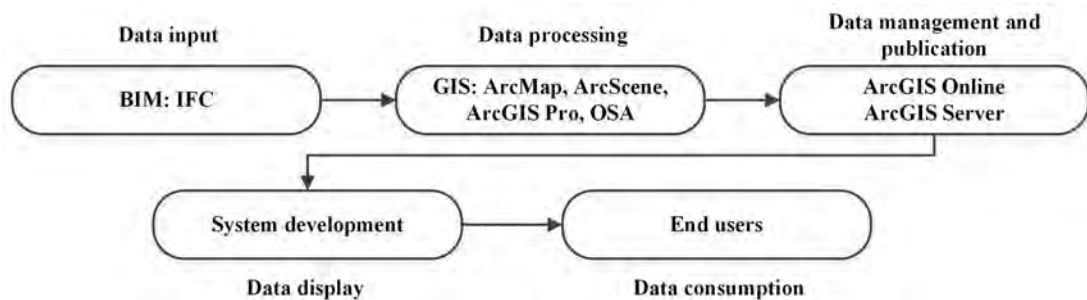 Data input
BIM: IFC
Data processing
GIS: ArcMap, ArcScene,
ArcGIS Pro, OSA
Data management and
publication
ArcGIS Online
ArcGIS Server
System development
Data display
End users
Data consumption